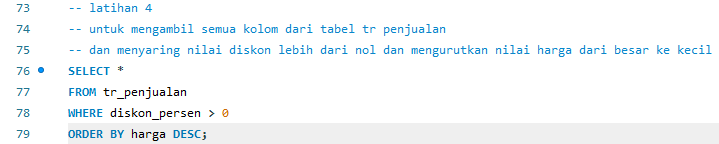 73 -- latihan 4
74 -- untuk mengambil semua kolom dari tabel tr penjualan
75 -- dan menyaring nilai diskon lebih dari nol dan mengurutkan nilai harga dari besar ke kecil
76 SELECT *
77 FROM tr_penjualan
78 WHERE diskon_persen > 0
79 ORDER BY harga DESC;